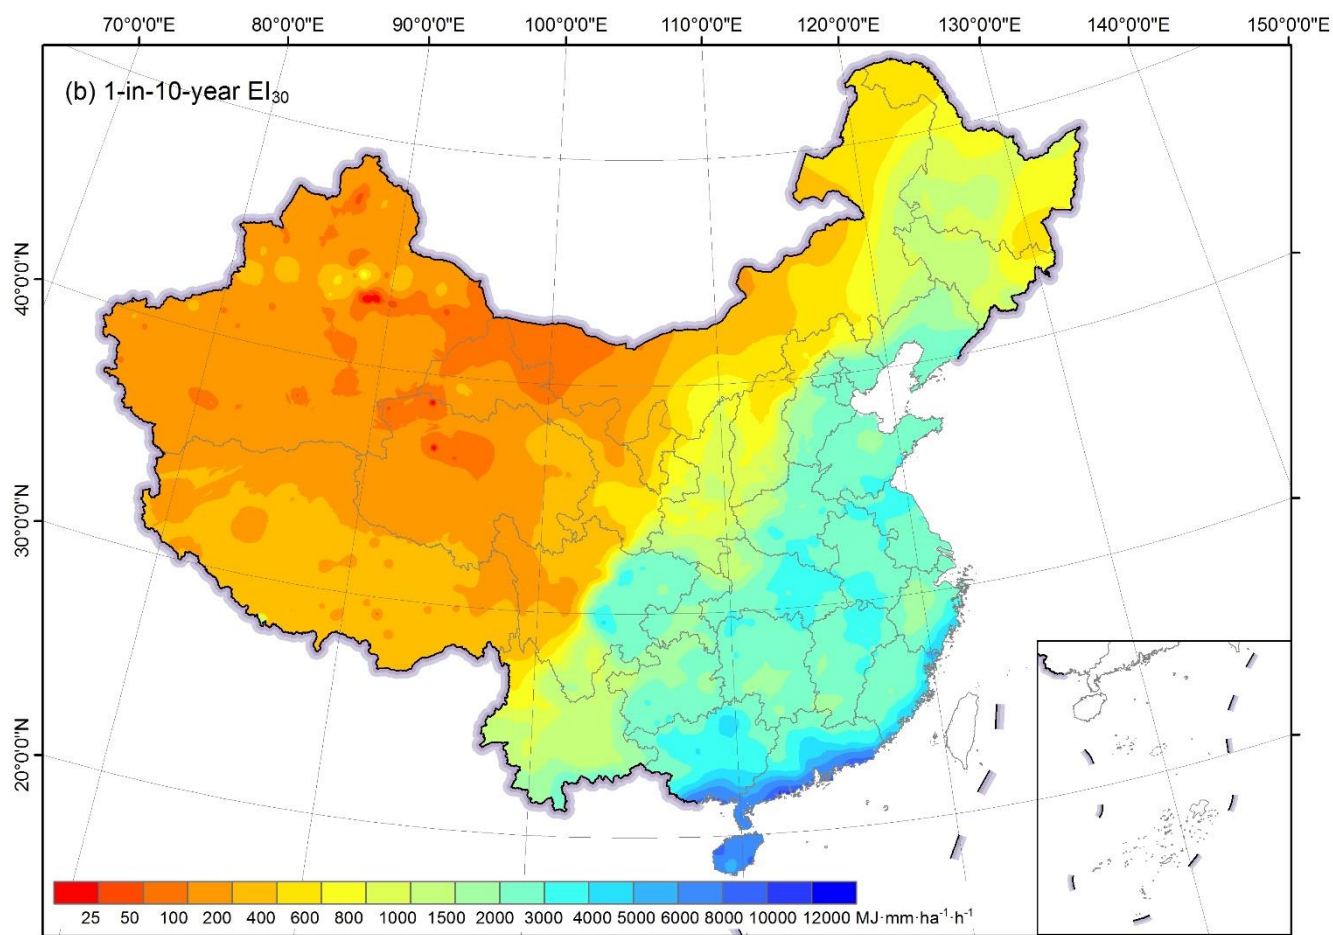 70°0'0"E 80°0'0"E 90°0'0"E 100°0'0"E 110°0'0"E 120°0'0"E 130°0'0"E 140°0'0"E 150°0'0"E
(b) 1-in-10-year EI₃₀
40°0'0"N
30°0'0"N
20°0'0"N
25 50 100 200 400 600 800 1000 1500 2000 3000 4000 5000 6000 8000 10000 12000 MJ·mm·ha⁻¹·h⁻¹